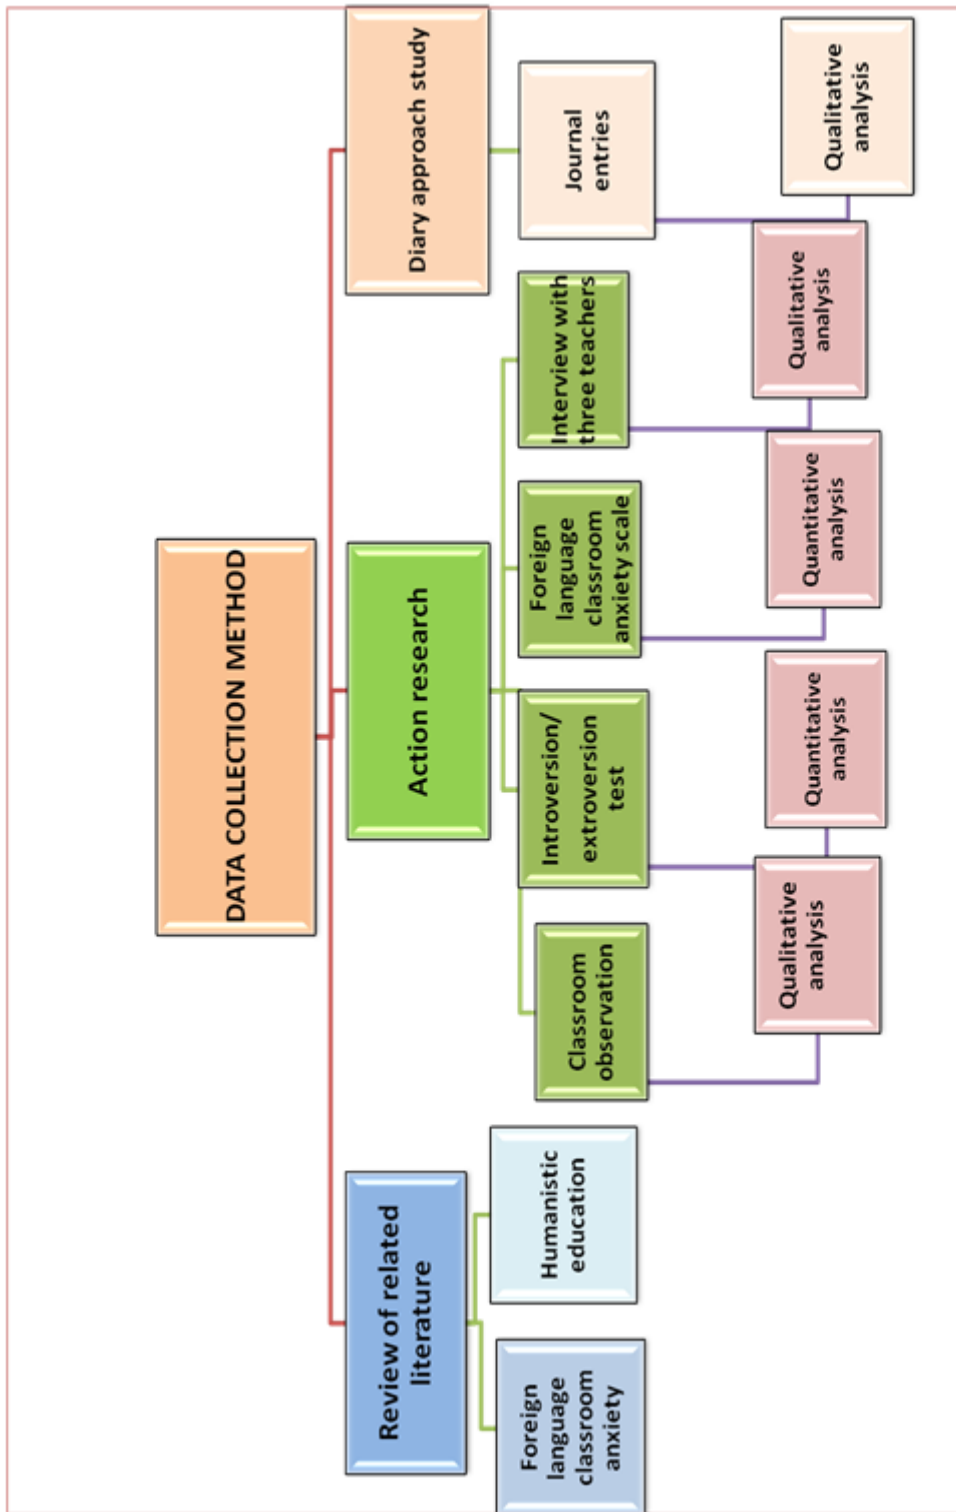 DATA COLLECTION METHOD
Review of related
literature
Action research
Diary approach study
Foreign
language
classroom
anxiety
Humanistic
education
Classroom
observation
Introversion/
extroversion
test
Foreign
language
classroom
anxiety scale
Interview with
three teachers
Journal
entries
Qualitative
analysis
Quantitative
analysis
Quantitative
analysis
Qualitative
analysis
Qualitative
analysis